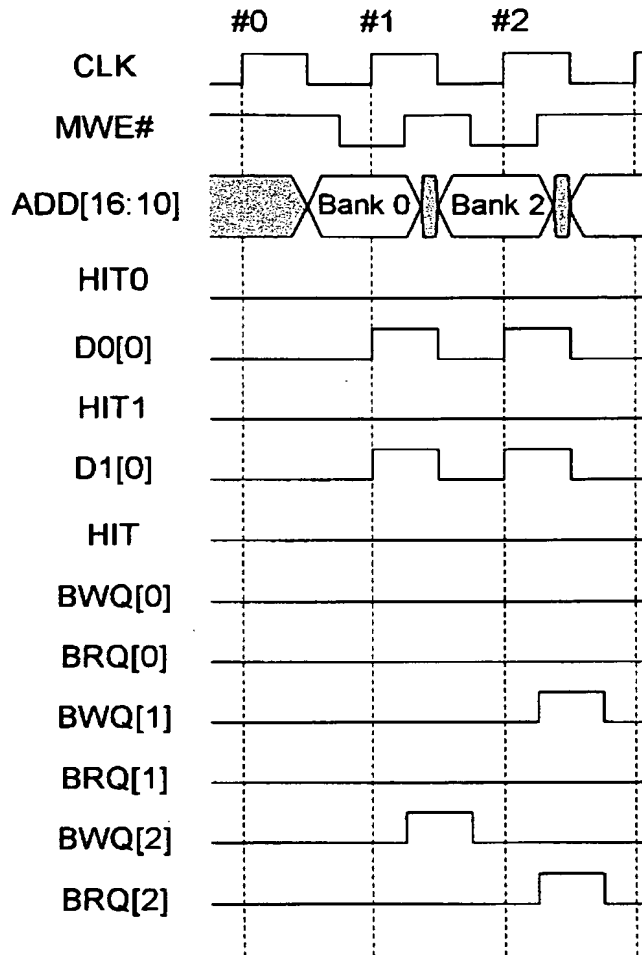 #0 #1 #2
CLK
MWE#
ADD[16:10] Bank 0 Bank 2
HIT0
D0[0]
HIT1
D1[0]
HIT
BWQ[0]
BRQ[0]
BWQ[1]
BRQ[1]
BWQ[2]
BRQ[2]